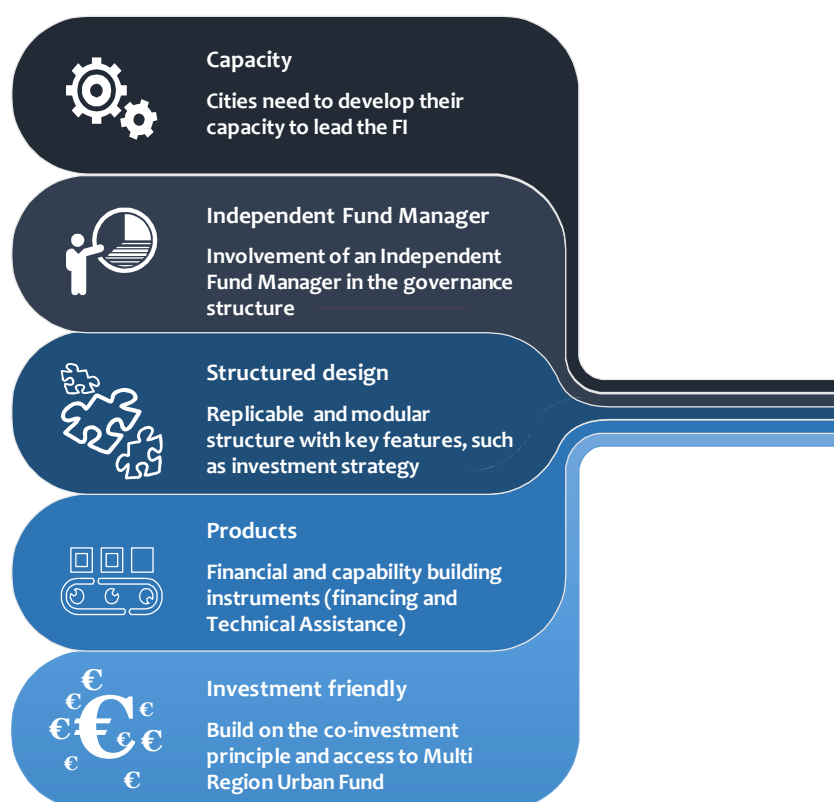 Capacity
Cities need to develop their
capacity to lead the FI
Independent Fund Manager
Involvement of an Independent
Fund Manager in the governance
structure
Structured design
Replicable and modular
structure with key features, such
as investment strategy
Products
Financial and capability building
instruments (financing and
Technical Assistance)
€
€
€
€
€
€
€
€
€
Investment friendly
Build on the co-investment
principle and access to Multi
Region Urban Fund